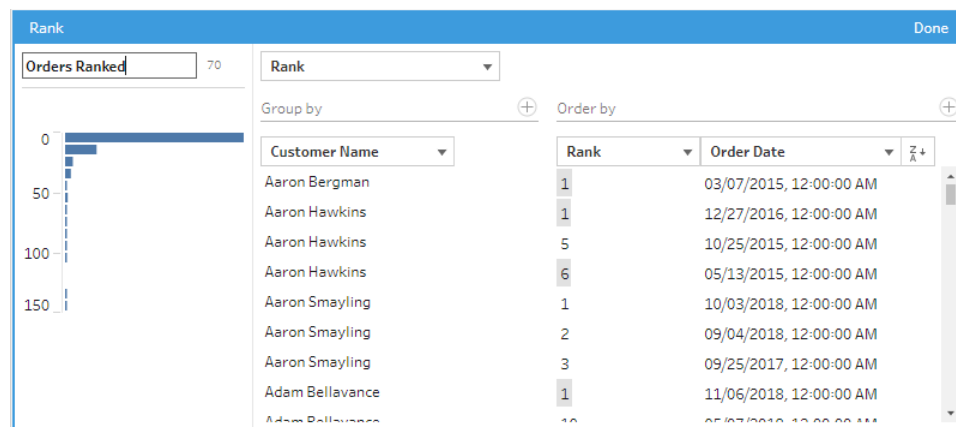 Rank Done
Orders Ranked 70
Rank
Group by Order by
Customer Name Rank Order Date Z A
Aaron Bergman 1 03/07/2015, 12:00:00 AM
Aaron Hawkins 1 12/27/2016, 12:00:00 AM
Aaron Hawkins 5 10/25/2015, 12:00:00 AM
Aaron Hawkins 6 05/13/2015, 12:00:00 AM
Aaron Smayling 1 10/03/2018, 12:00:00 AM
Aaron Smayling 2 09/04/2018, 12:00:00 AM
Aaron Smayling 3 09/25/2017, 12:00:00 AM
Adam Bellavance 1 11/06/2018, 12:00:00 AM
Adam Bellavance
0
50
100
150